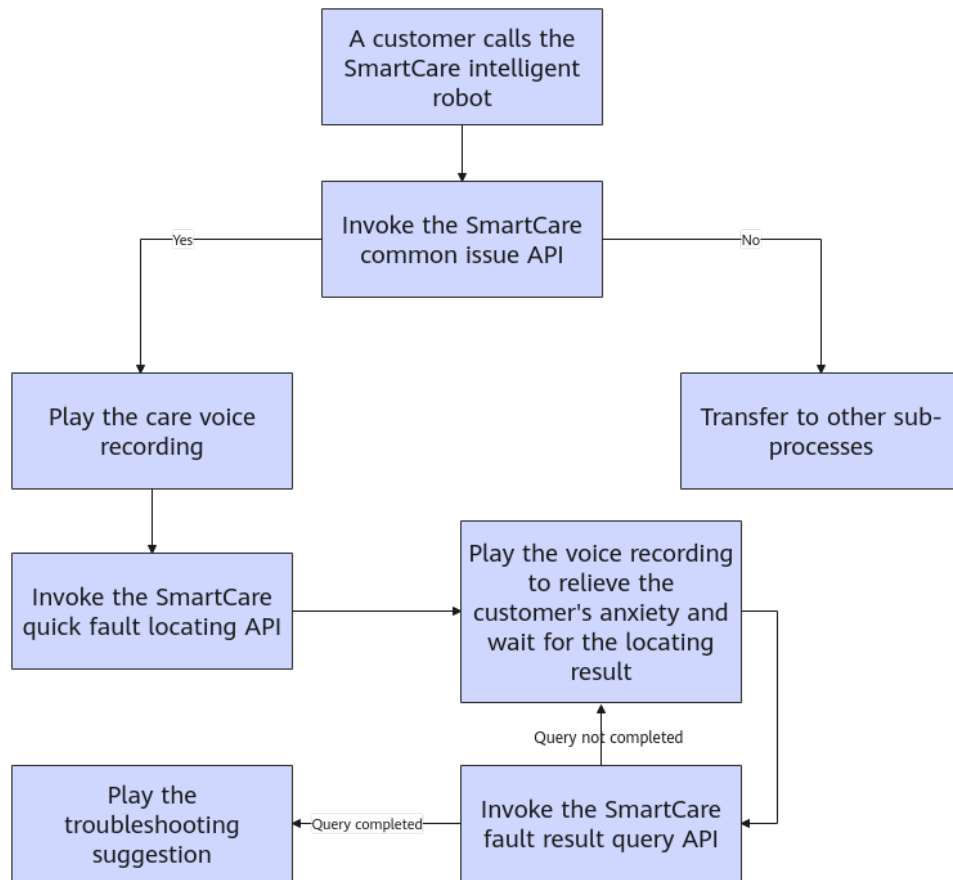 A customer calls the
SmartCare intelligent
robot
Invoke the SmartCare
common issue API
Yes
No
Play the care voice
recording
Transfer to other sub-
processes
Invoke the SmartCare
quick fault locating API
Play the voice recording
to relieve the
customer's anxiety and
wait for the locating
result
Query not completed
Play the
troubleshooting
suggestion
Query completed
Invoke the SmartCare
fault result query API